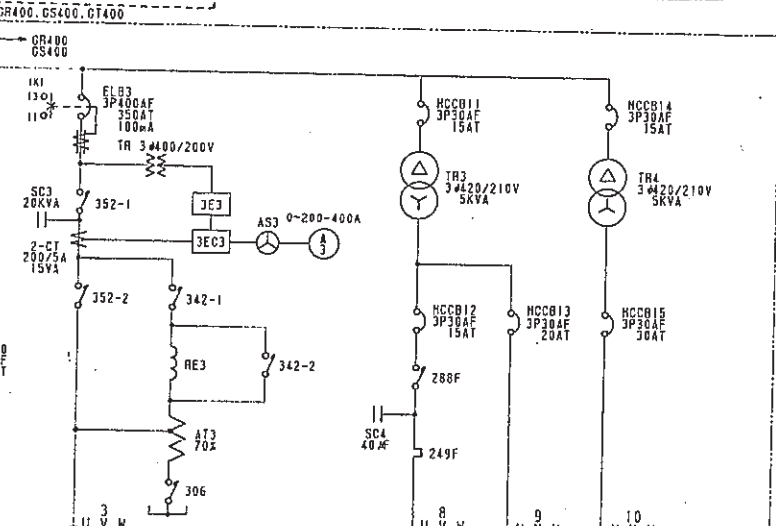 GR400.GS400.GT400
GR400
GS400
1K1
13
11
ELB3
3P400AF
350AT
100mA
TR 3φ400/200V
SC3
20KVA
352-1
3E3
2-CT
200/5A
15VA
3EC3
AS3
0~200-400A
A
3
352-2
342-1
RE3
342-2
AT3
70%
306
3
U V W
MCCB11
3P30AF
15AT
TR3
3φ420/210V
5KVA
MCCB12
3P30AF
15AT
MCCB13
3P30AF
20AT
288F
SC4
40μF
249F
8
U V W
9
MCCB14
3P30AF
15AT
TR4
3φ420/210V
5KVA
MCCB15
3P30AF
30AT
10